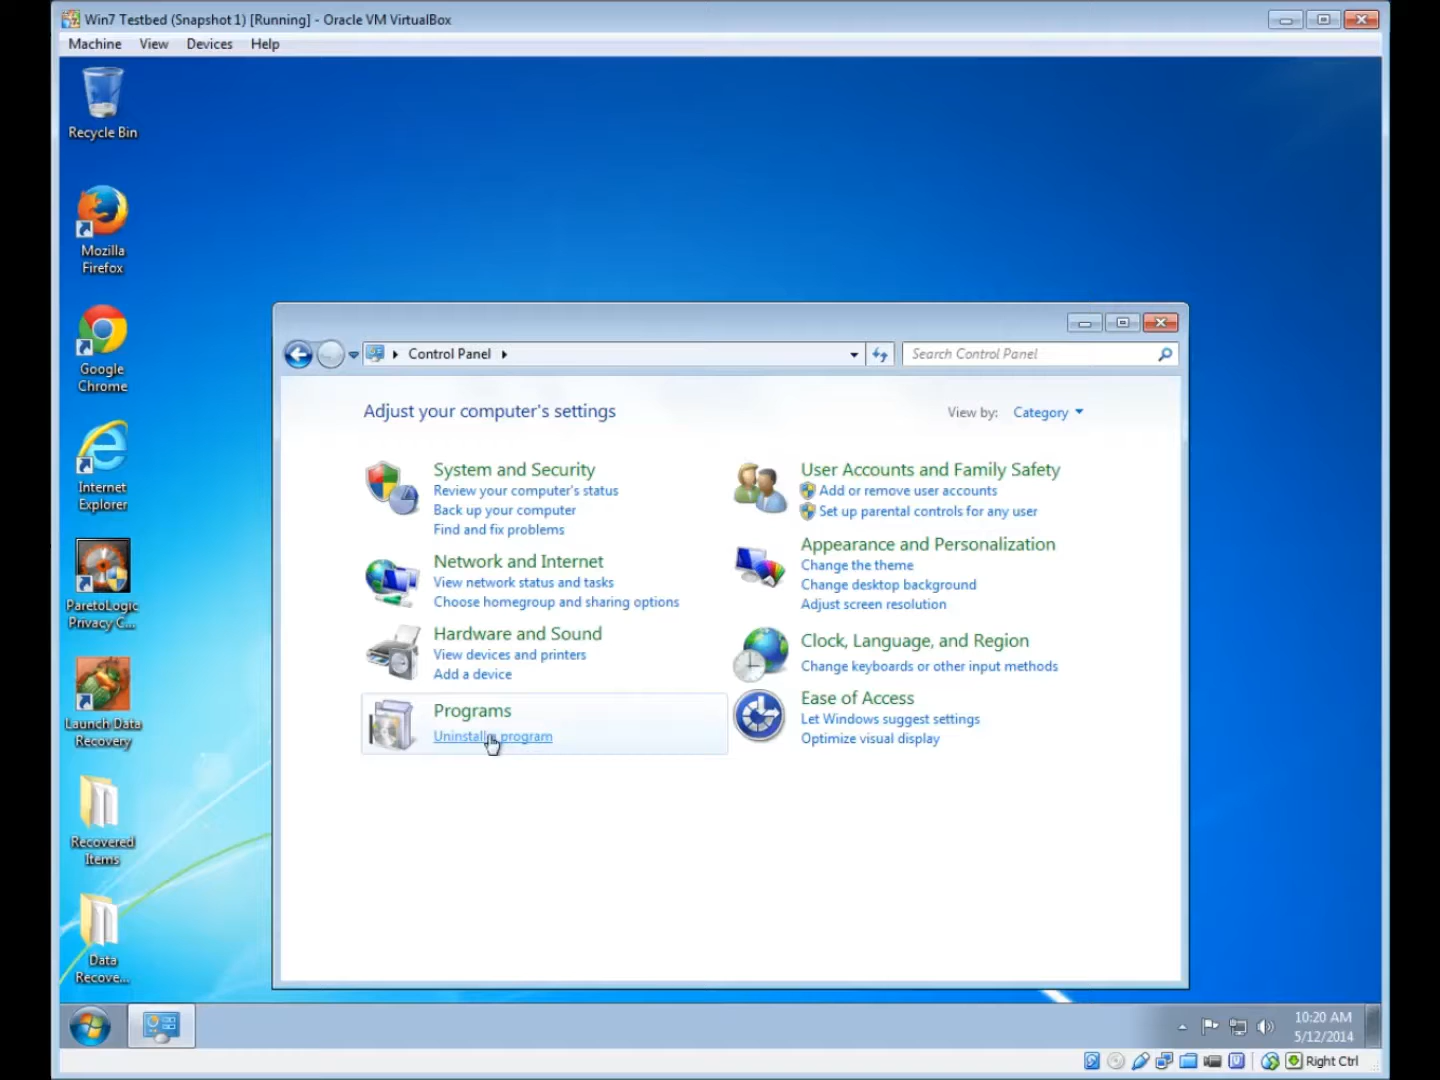 Win7 Testbed (Snapshot 1) [Running] - Oracle VM VirtualBox
Machine View Devices Help
Recycle Bin
Mozilla
Firefox
Google
Chrome
Internet
Explorer
ParetoLogic
Privacy C...
Launch Data
Recovery
Recovered
Items
Data
Recove...
Control Panel
Search Control Panel
Adjust your computer's settings
View by: Category
System and Security
Review your computer's status
Back up your computer
Find and fix problems
Network and Internet
View network status and tasks
Choose homegroup and sharing options
Hardware and Sound
View devices and printers
Add a device
Programs
Uninstall a program
User Accounts and Family Safety
Add or remove user accounts
Set up parental controls for any user
Appearance and Personalization
Change the theme
Change desktop background
Adjust screen resolution
Clock, Language, and Region
Change keyboards or other input methods
Ease of Access
Let Windows suggest settings
Optimize visual display
10:20 AM
5/12/2014
Right Ctrl